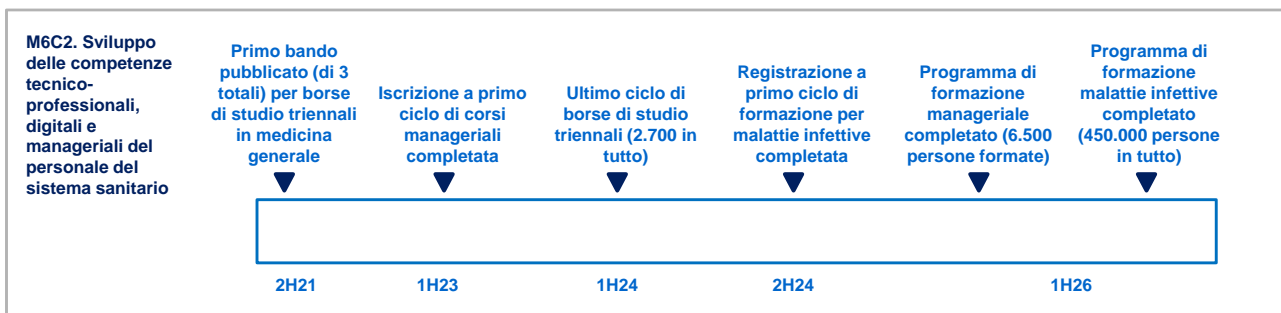 M6C2. Sviluppo
delle competenze
tecnico-
professionali,
digitali e
manageriali del
personale del
sistema sanitario
Primo bando
pubblicato (di 3
totali) per borse
di studio triennali
in medicina
generale
Iscrizione a primo
ciclo di corsi
manageriali
completata
Ultimo ciclo di
borse di studio
triennali (2.700 in
tutto)
Registrazione a
primo ciclo di
formazione per
malattie infettive
completata
Programma di
formazione
manageriale
completato (6.500
persone formate)
Programma di
formazione
malattie infettive
completato
(450.000 persone
in tutto)
2H21
1H23
1H24
2H24
1H26